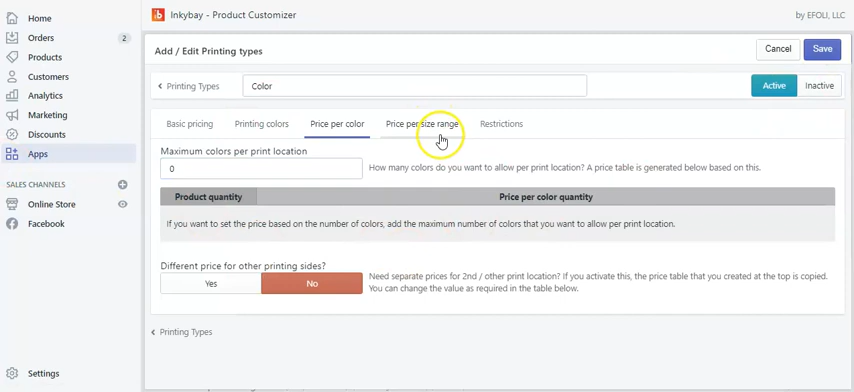 Home
Orders 2
Products
Customers
Analytics
Marketing
Discounts
Apps
SALES CHANNELS
Online Store
Facebook
Settings
Inkybay - Product Customizer
by EFOLI, LLC
Add / Edit Printing types
Cancel
Save
Printing Types
Color
Active
Inactive
Basic pricing
Printing colors
Price per color
Price per size range
Restrictions
Maximum colors per print location
0
How many colors do you want to allow per print location? A price table is generated below based on this.
Product quantity
Price per color quantity
If you want to set the price based on the number of colors, add the maximum number of colors that you want to allow per print location.
Different price for other printing sides?
Yes
No
Need separate prices for 2nd / other print location? If you activate this, the price table that you created at the top is copied.
You can change the value as required in the table below.
Printing Types